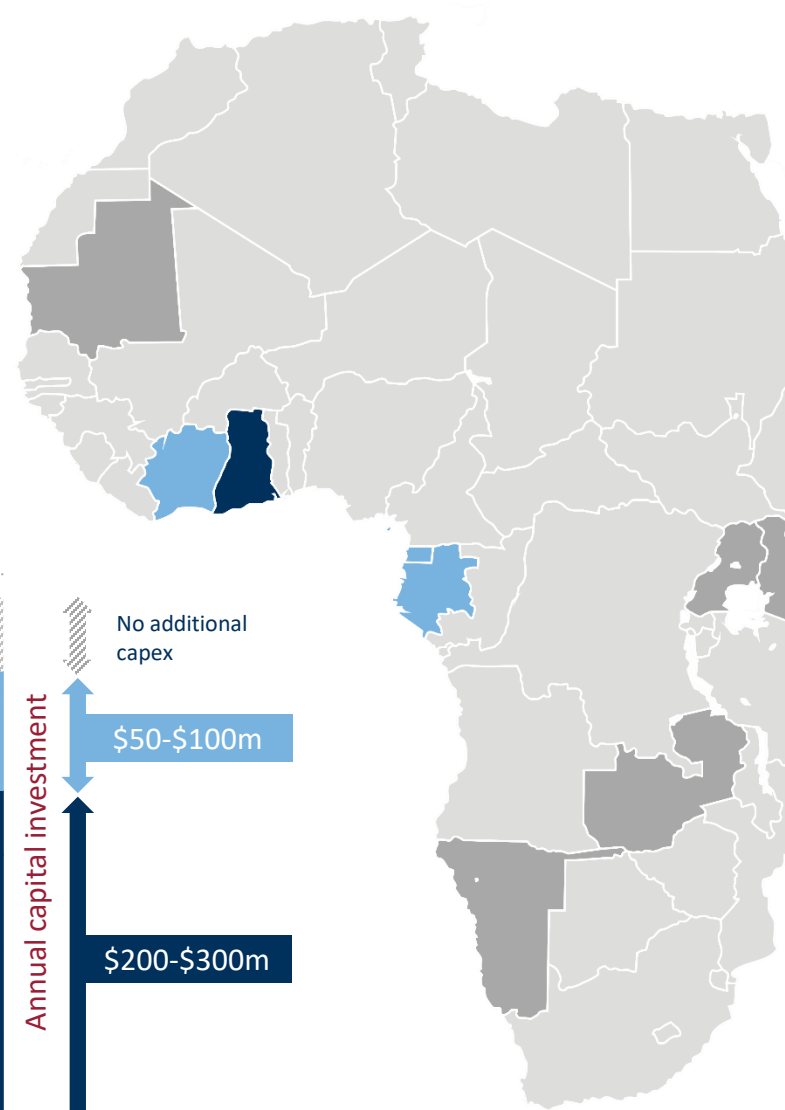 No additional
capex
$50-$100m
Annual capital investment
$200-$300m